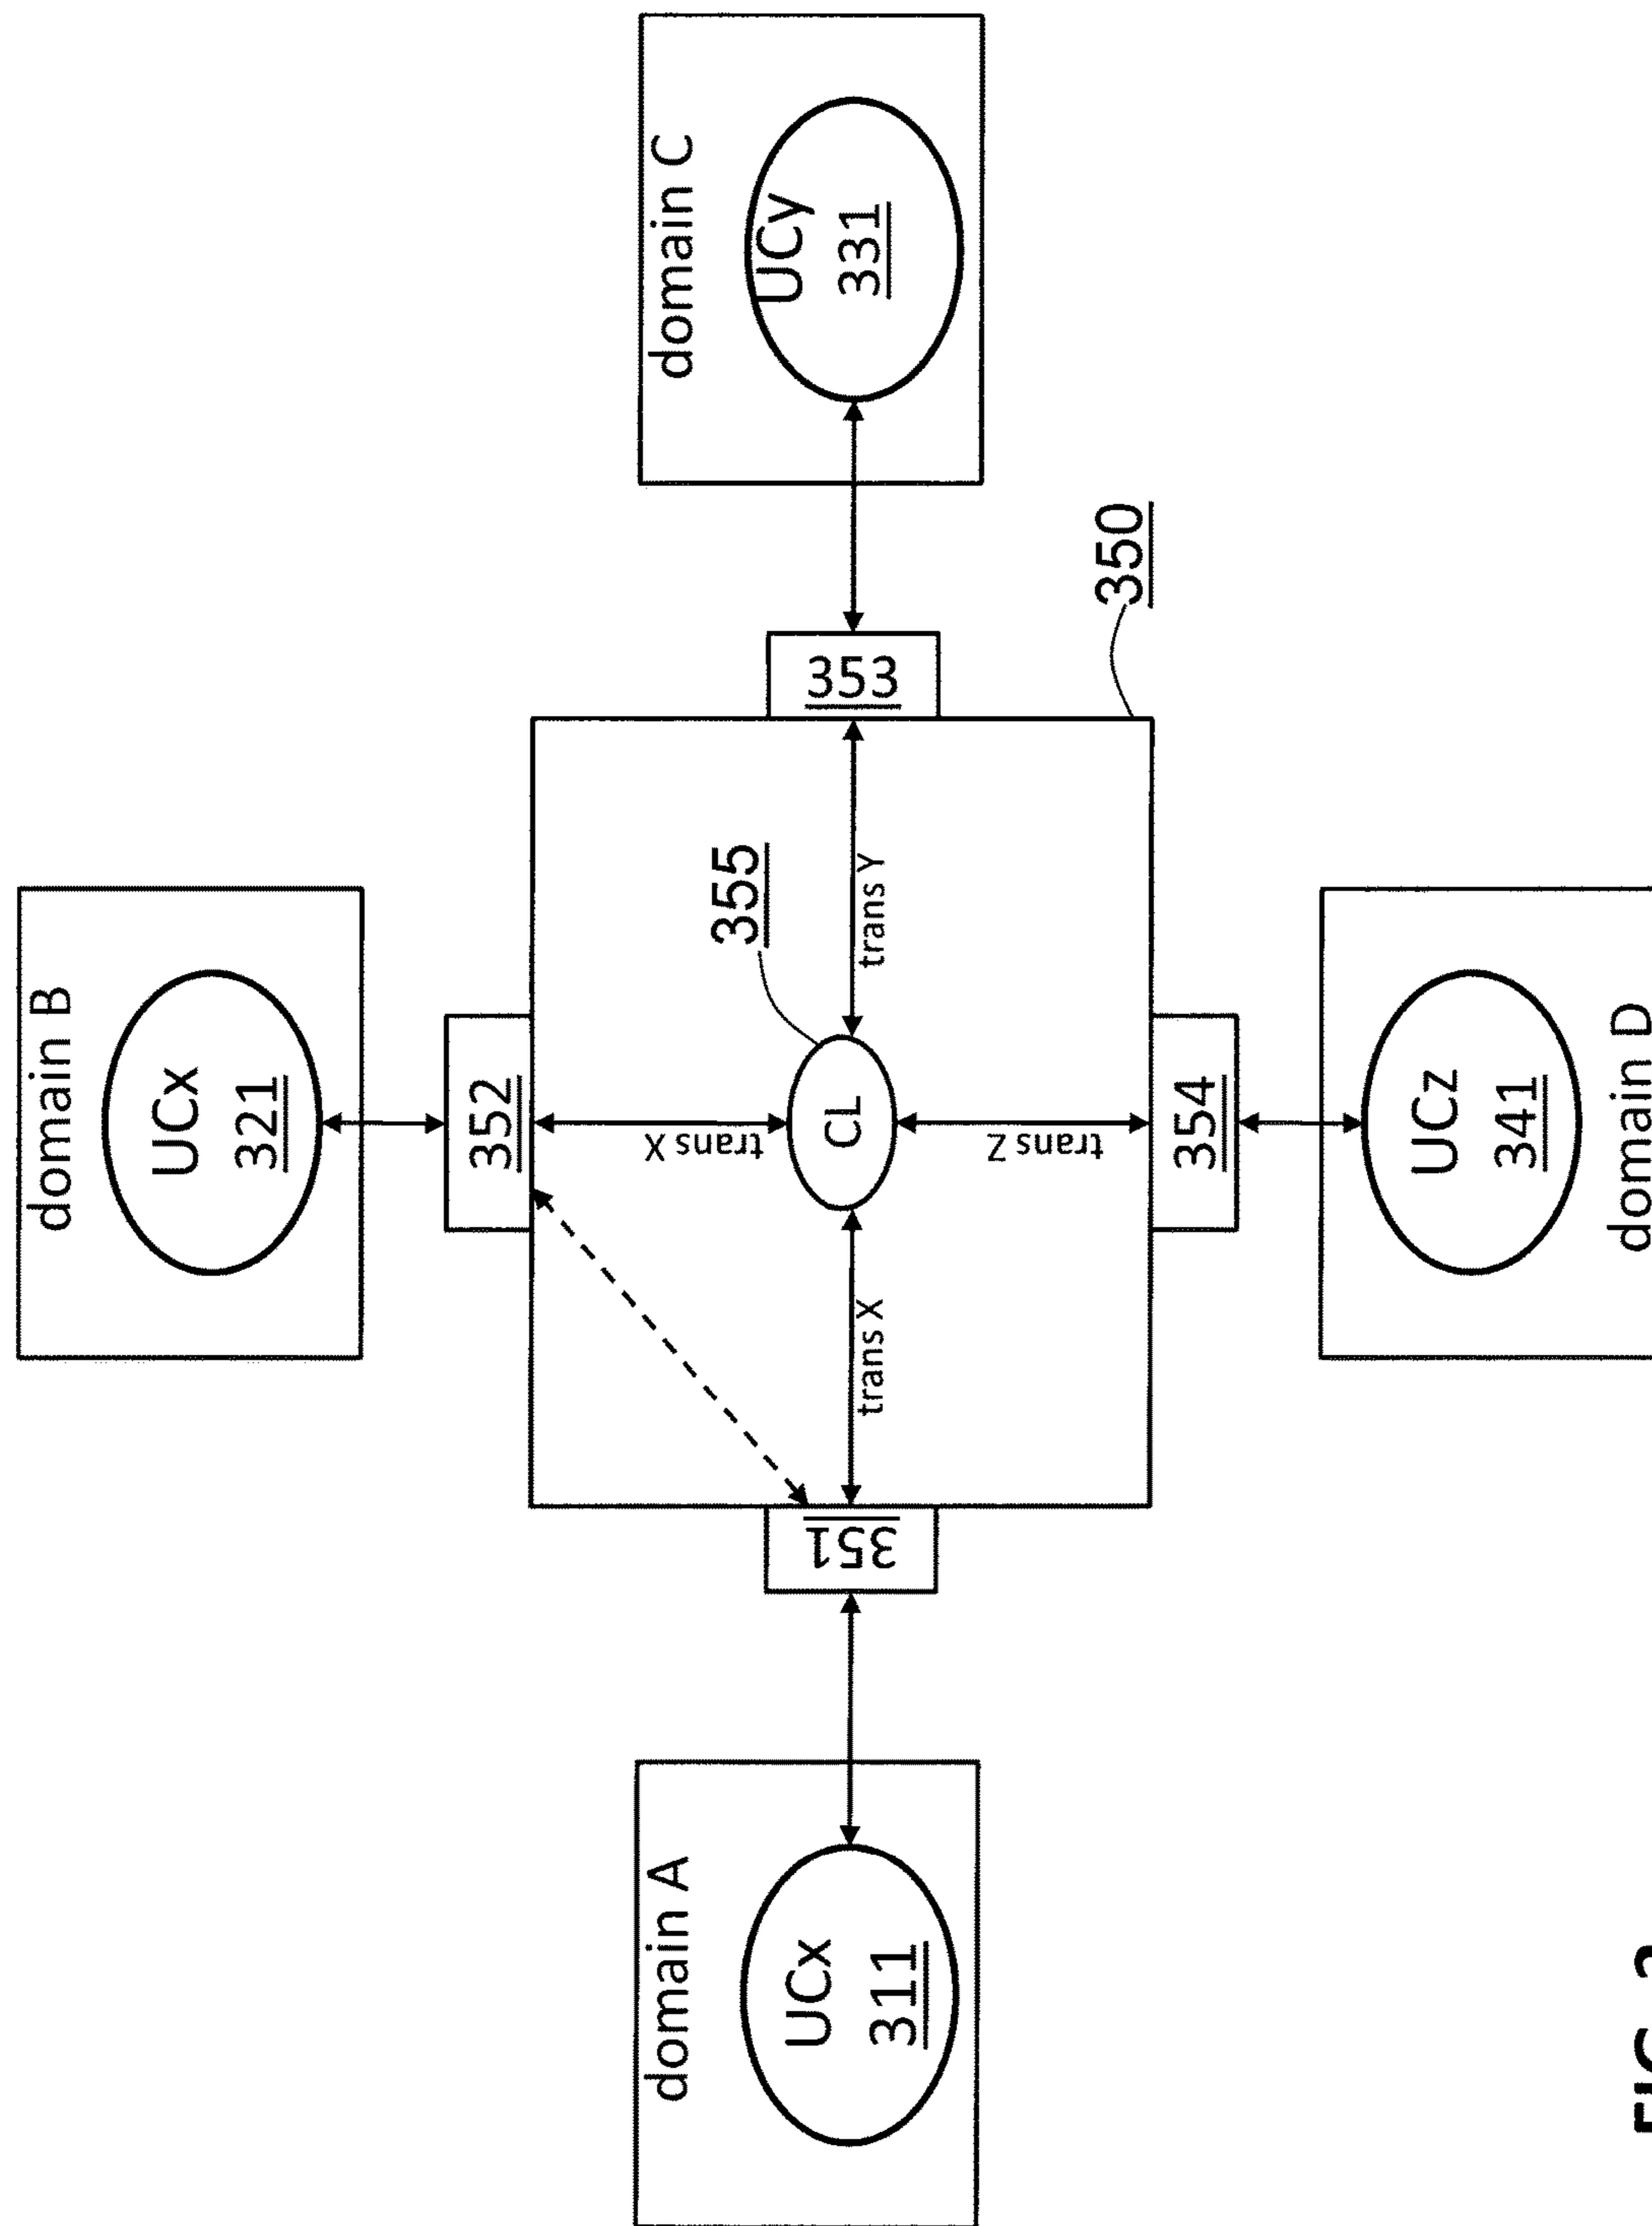 domain B
UCx
321
352
domain A
UCx
311
351
trans X
trans X
355
CL
trans Y
353
domain C
UCy
331
trans Z
350
354
UCz
341
domain D
FIG.